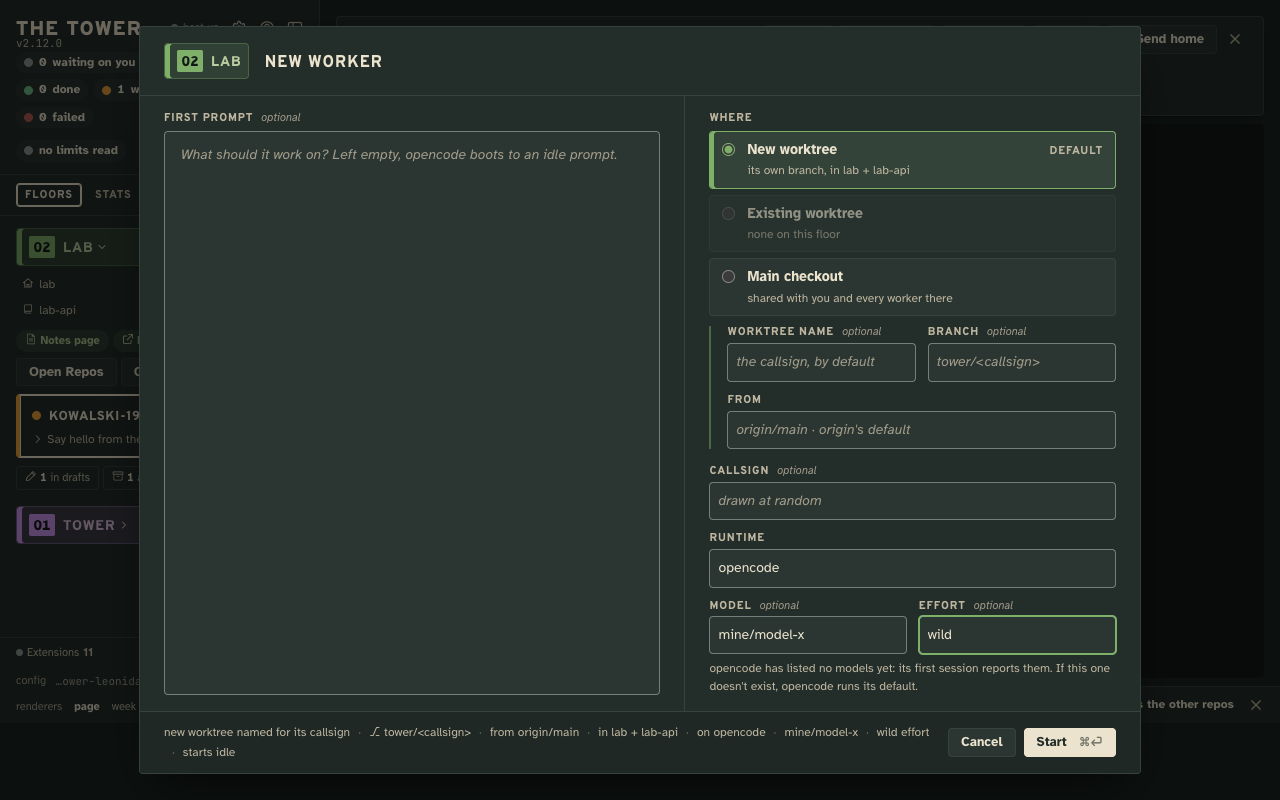 THE TOWER
v2.12.0
0 waiting on you
0 done
1
0 failed
no limits read
FLOORS STATS
02 LAB
lab
lab-api
Notes page
Open Repos
KOWALSKI-19
Say hello from the
1 in drafts
1
01 TOWER
Extensions 11
config …ower-leonida
renderers page week
Send home
02 LAB NEW WORKER
FIRST PROMPT optional
What should it work on? Left empty, opencode boots to an idle prompt.
WHERE
New worktree DEFAULT
its own branch, in lab + lab-api
Existing worktree
none on this floor
Main checkout
shared with you and every worker there
WORKTREE NAME optional BRANCH optional
the callsign, by default tower/<callsign>
FROM
origin/main · origin's default
CALLSIGN optional
drawn at random
RUNTIME
opencode
MODEL optional EFFORT optional
mine/model-x wild
opencode has listed no models yet: its first session reports them. If this one
doesn't exist, opencode runs its default.
new worktree named for its callsign · tower/<callsign> · from origin/main · in lab + lab-api · on opencode · mine/model-x · wild effort
· starts idle
Cancel Start ⌘⏎
the other repos